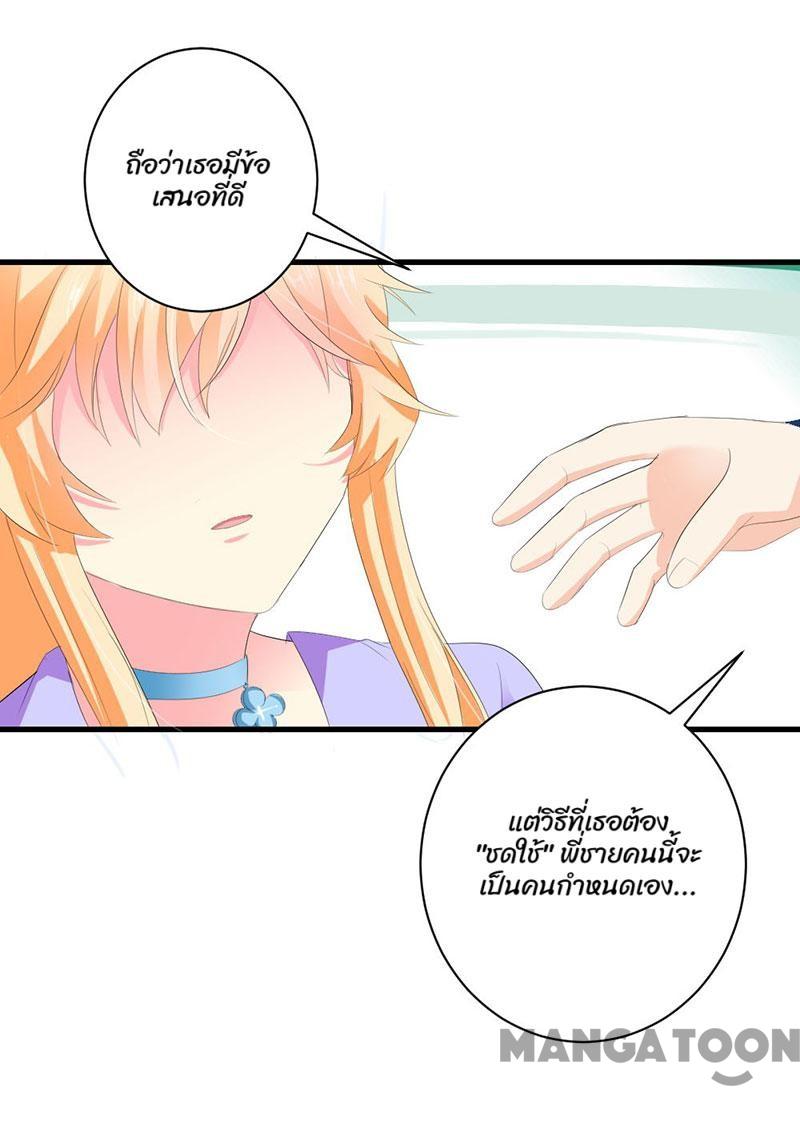 ถือว่าเธอมีข้อ
เสนอที่ดี
แต่วิธีที่เธอต้อง
"ชดใช้" พี่ชายคนนี้จะ
เป็นคนกำหนดเอง...
MANGATOON